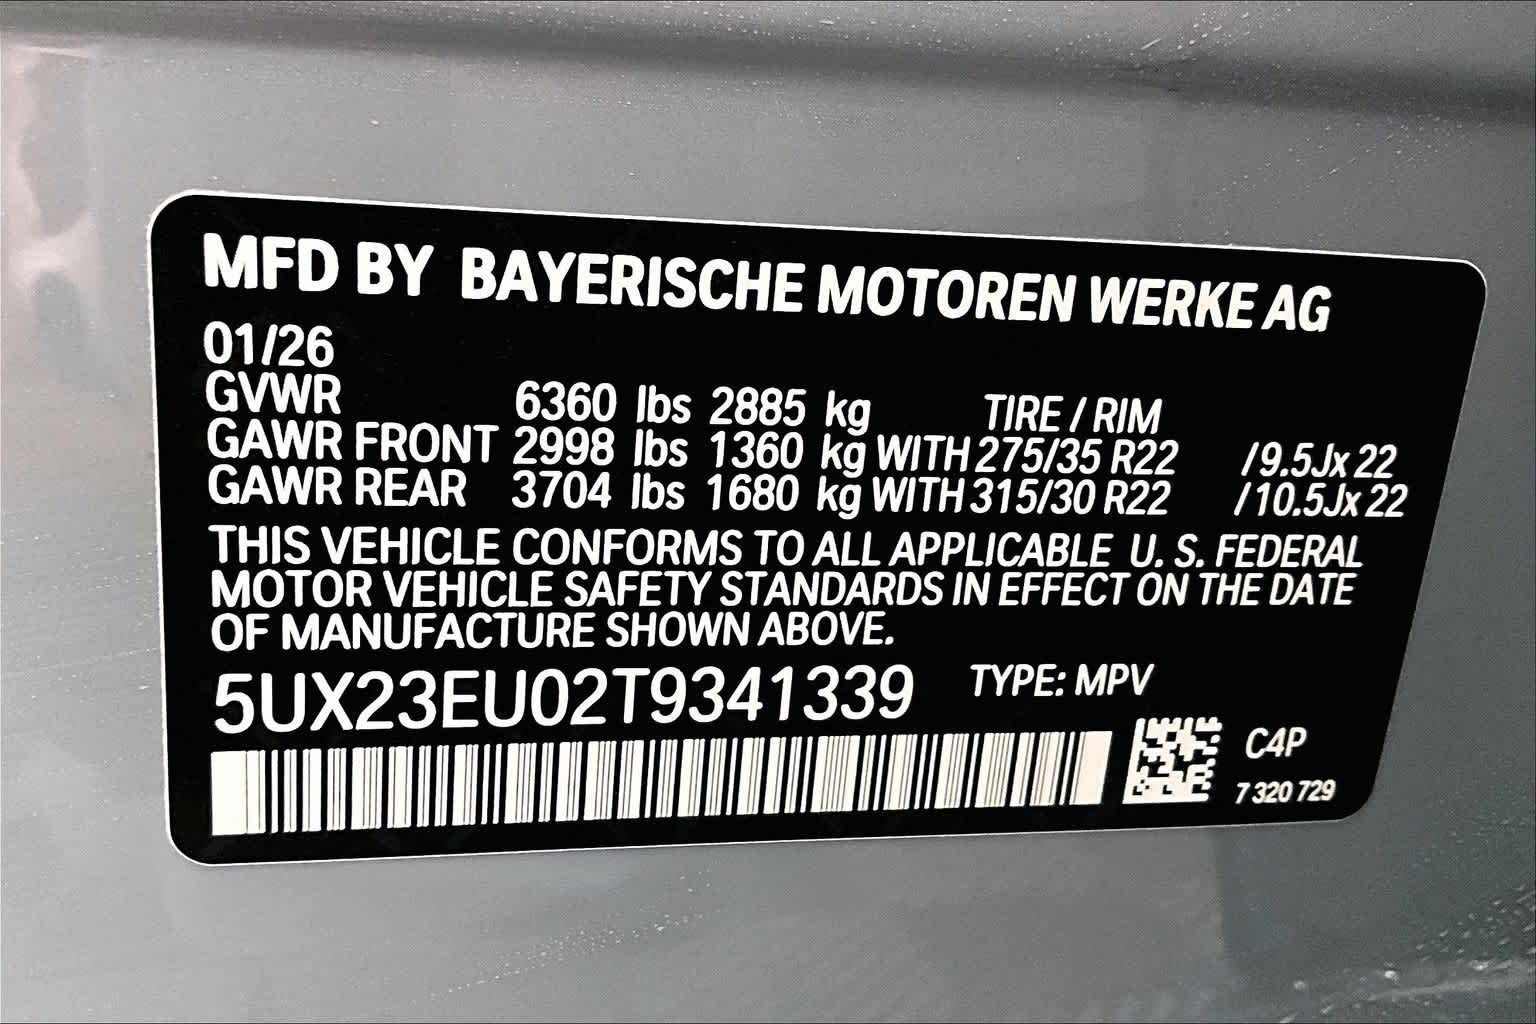 MFD BY BAYERISCHE MOTOREN WERKE AG
01/26
GVWR 6360 lbs 2885 kg TIRE / RIM
GAWR FRONT 2998 lbs 1360 kg WITH 275/35 R22 /9.5Jx 22
GAWR REAR 3704 lbs 1680 kg WITH 315/30 R22 /10.5Jx 22
THIS VEHICLE CONFORMS TO ALL APPLICABLE U. S. FEDERAL
MOTOR VEHICLE SAFETY STANDARDS IN EFFECT ON THE DATE
OF MANUFACTURE SHOWN ABOVE.
5UX23EU02T9341339 TYPE: MPV
C4P
7 320 729